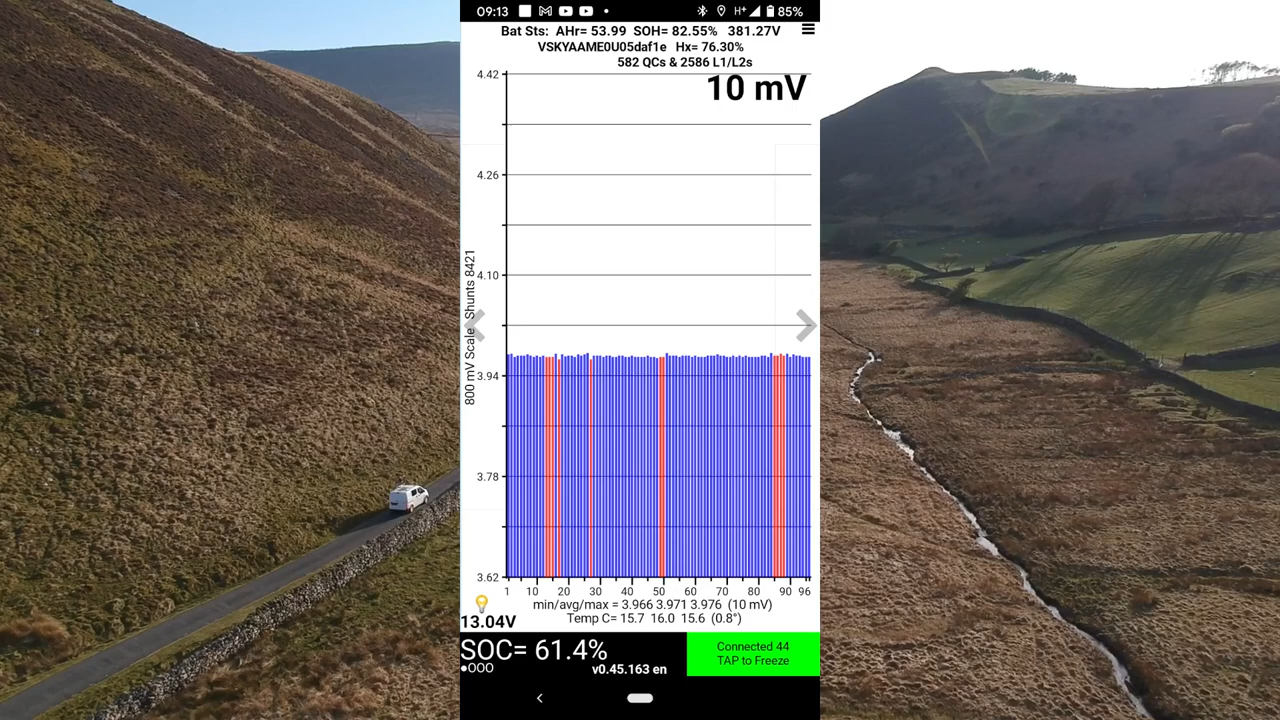 09:13 H+ 85%
Bat Sts: AHr= 53.99 SOH= 82.55% 381.27V
VSKYAAME0U05daf1e Hx= 76.30%
582 QCs & 2586 L1/L2s
10 mV
4.42
4.26
4.10
3.94
3.78
3.62
800 mV Scale Shunts 8421
1 10 20 30 40 50 60 70 80 90 96
min/avg/max = 3.966 3.971 3.976 (10 mV)
Temp C= 15.7 16.0 15.6 (0.8°)
13.04V
SOC= 61.4%
v0.45.163 en
Connected 44
TAP to Freeze